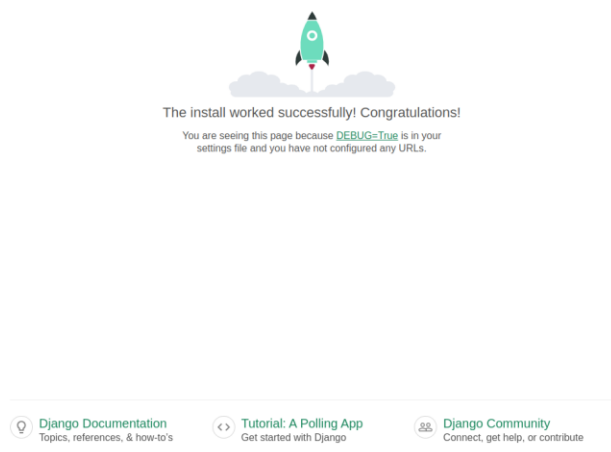 The install worked successfully! Congratulations!
You are seeing this page because DEBUG=True is in your
settings file and you have not configured any URLs.
Django Documentation
Topics, references, & how-to's
Tutorial: A Polling App
Get started with Django
Django Community
Connect, get help, or contribute